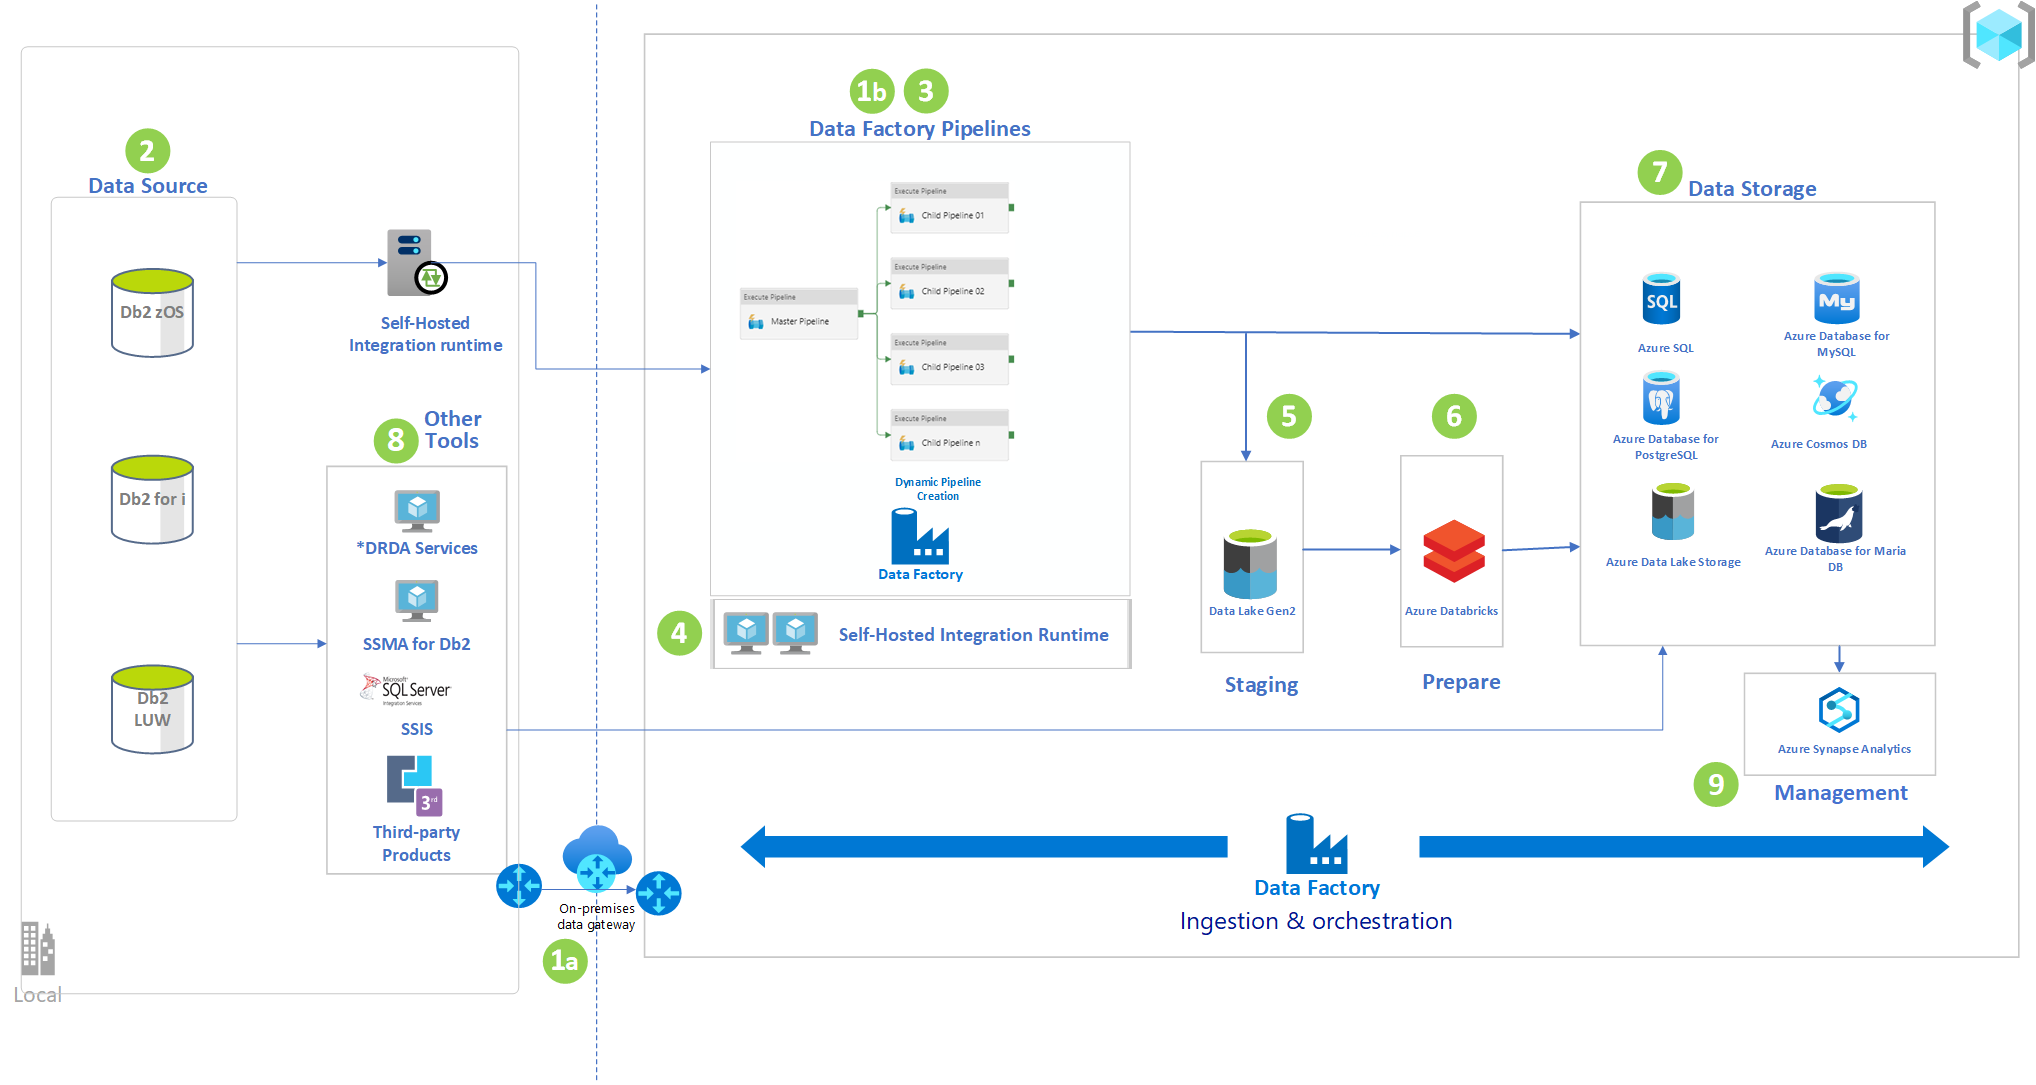 2
Data Source
Db2 zOS
Db2 for i
Db2
LUW
Self-Hosted
Integration runtime
8
Other
Tools
*DRDA Services
SSMA for Db2
Microsoft
SQL Server
Integration Services
SSIS
3rd
Third-party
Products
Local
On-premises
data gateway
1a
1b
3
Data Factory Pipelines
Execute Pipeline
Master Pipeline
Execute Pipeline
Child Pipeline 01
Execute Pipeline
Child Pipeline 02
Execute Pipeline
Child Pipeline 03
Execute Pipeline
Child Pipeline n
Dynamic Pipeline
Creation
Data Factory
4
Self-Hosted Integration Runtime
5
Data Lake Gen2
Staging
6
Azure Databricks
Prepare
7
Data Storage
SQL
Azure SQL
My
Azure Database for
MySQL
Azure Database for
PostgreSQL
Azure Cosmos DB
Azure Data Lake Storage
Azure Database for Maria
DB
Azure Synapse Analytics
9
Management
Data Factory
Ingestion & orchestration